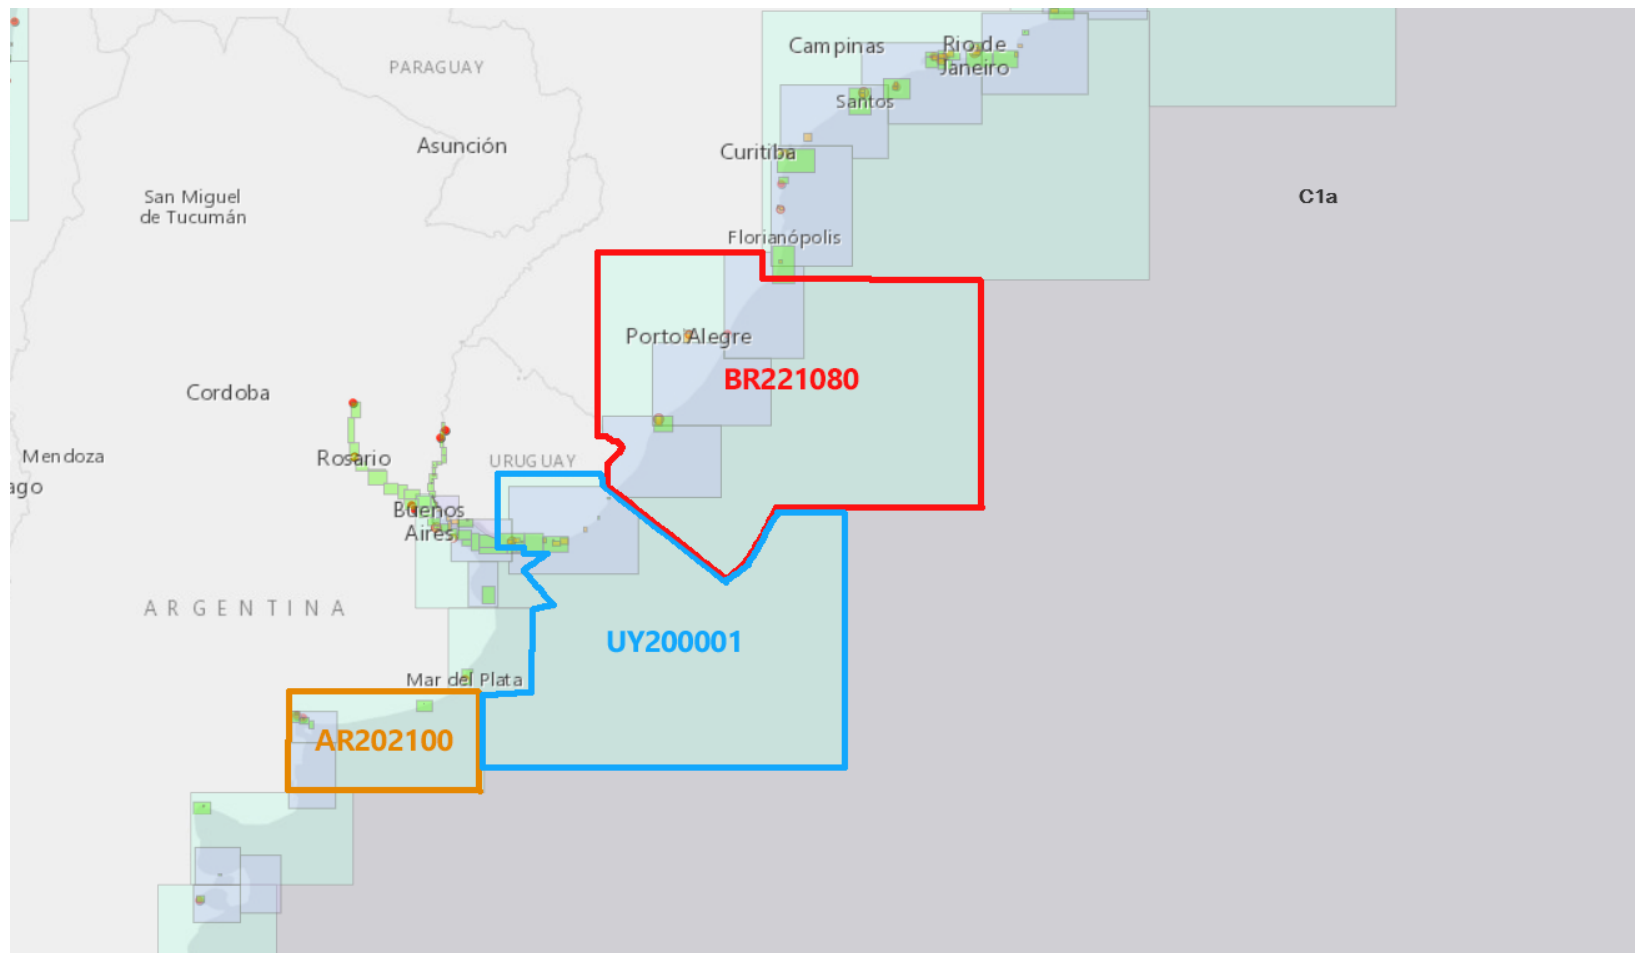 Campinas
Rio de
Janeiro
PARAGUAY
Santos
Asunción
Curitiba
San Miguel
de Tucumán
C1a
Florianópolis
Porto Alegre
BR221080
Cordoba
Mendoza
Rosario
URUGUAY
ago
Buenos
Aires
ARGENTINA
UY200001
Mar del Plata
AR202100